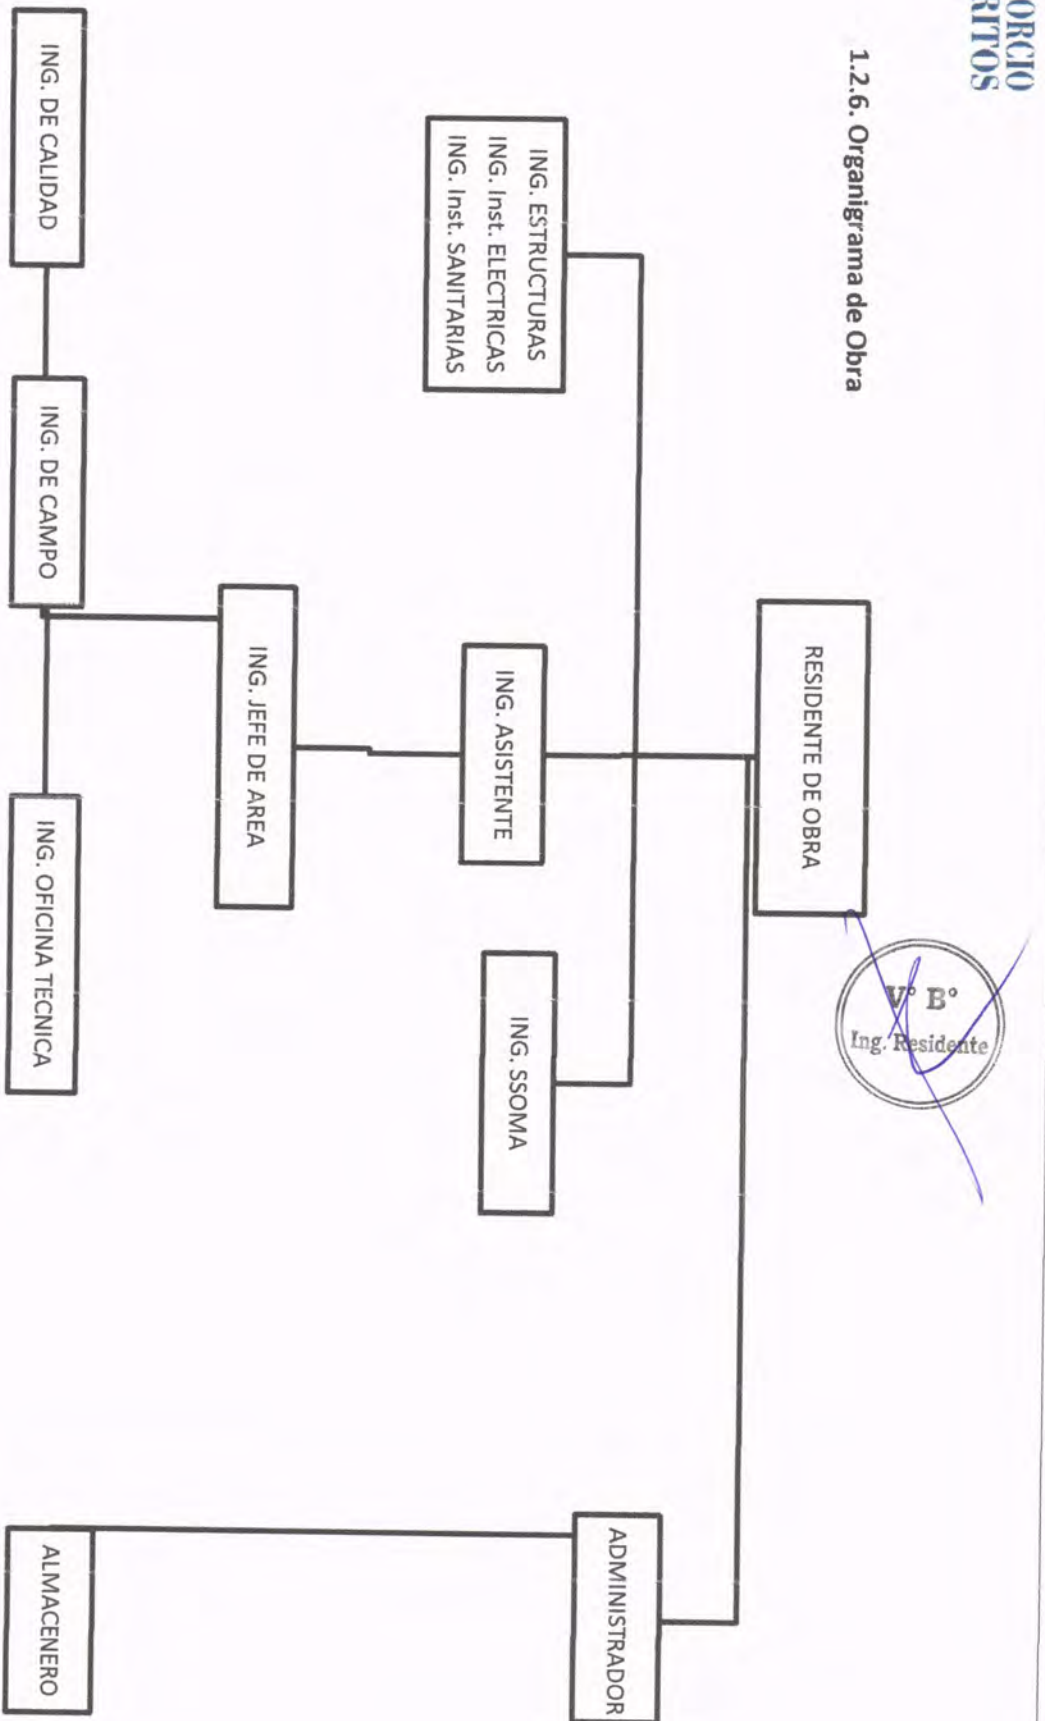 ORCIO
RITOS
1.2.6. Organigrama de Obra
RESIDENTE DE OBRA
V° B°
Ing. Residente
ING. ESTRUCTURAS
ING. Inst. ELECTRICAS
ING. Inst. SANITARIAS
ING. ASISTENTE
ING. SSOMA
ADMINISTRADOR
ING. JEFE DE AREA
ING. DE CALIDAD
ING. DE CAMPO
ING. OFICINA TECNICA
ALMACENERO